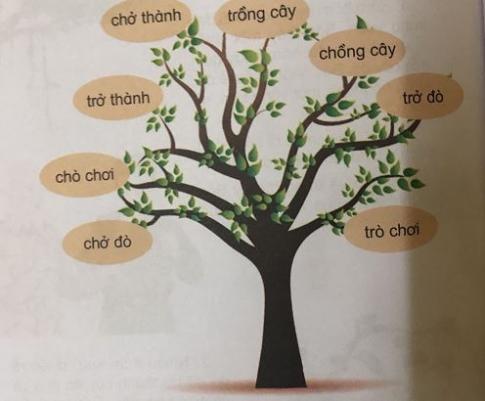 chở thành
trồng cây
chồng cây
trở thành
trở đò
chò chơi
chở đò
trò chơi